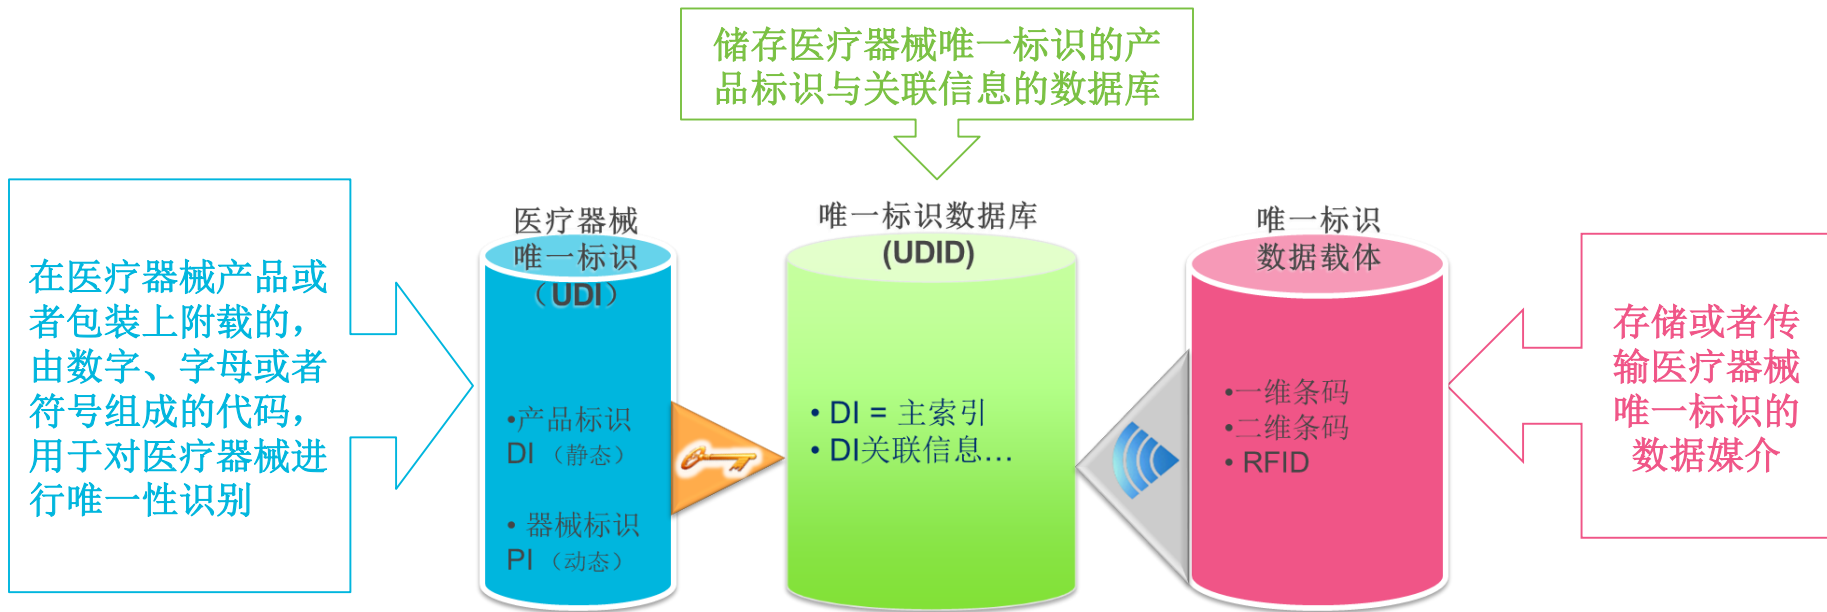 储存医疗器械唯一标识的产
品标识与关联信息的数据库
在医疗器械产品或
者包装上附载的，
由数字、字母或者
符号组成的代码，
用于对医疗器械进
行唯一性识别
医疗器械
唯一标识
（UDI）
•产品标识
DI （静态）
• 器械标识
PI （动态）
唯一标识数据库
(UDID)
• DI = 主索引
• DI关联信息…
唯一标识
数据载体
•一维条码
•二维条码
• RFID
存储或者传
输医疗器械
唯一标识的
数据媒介